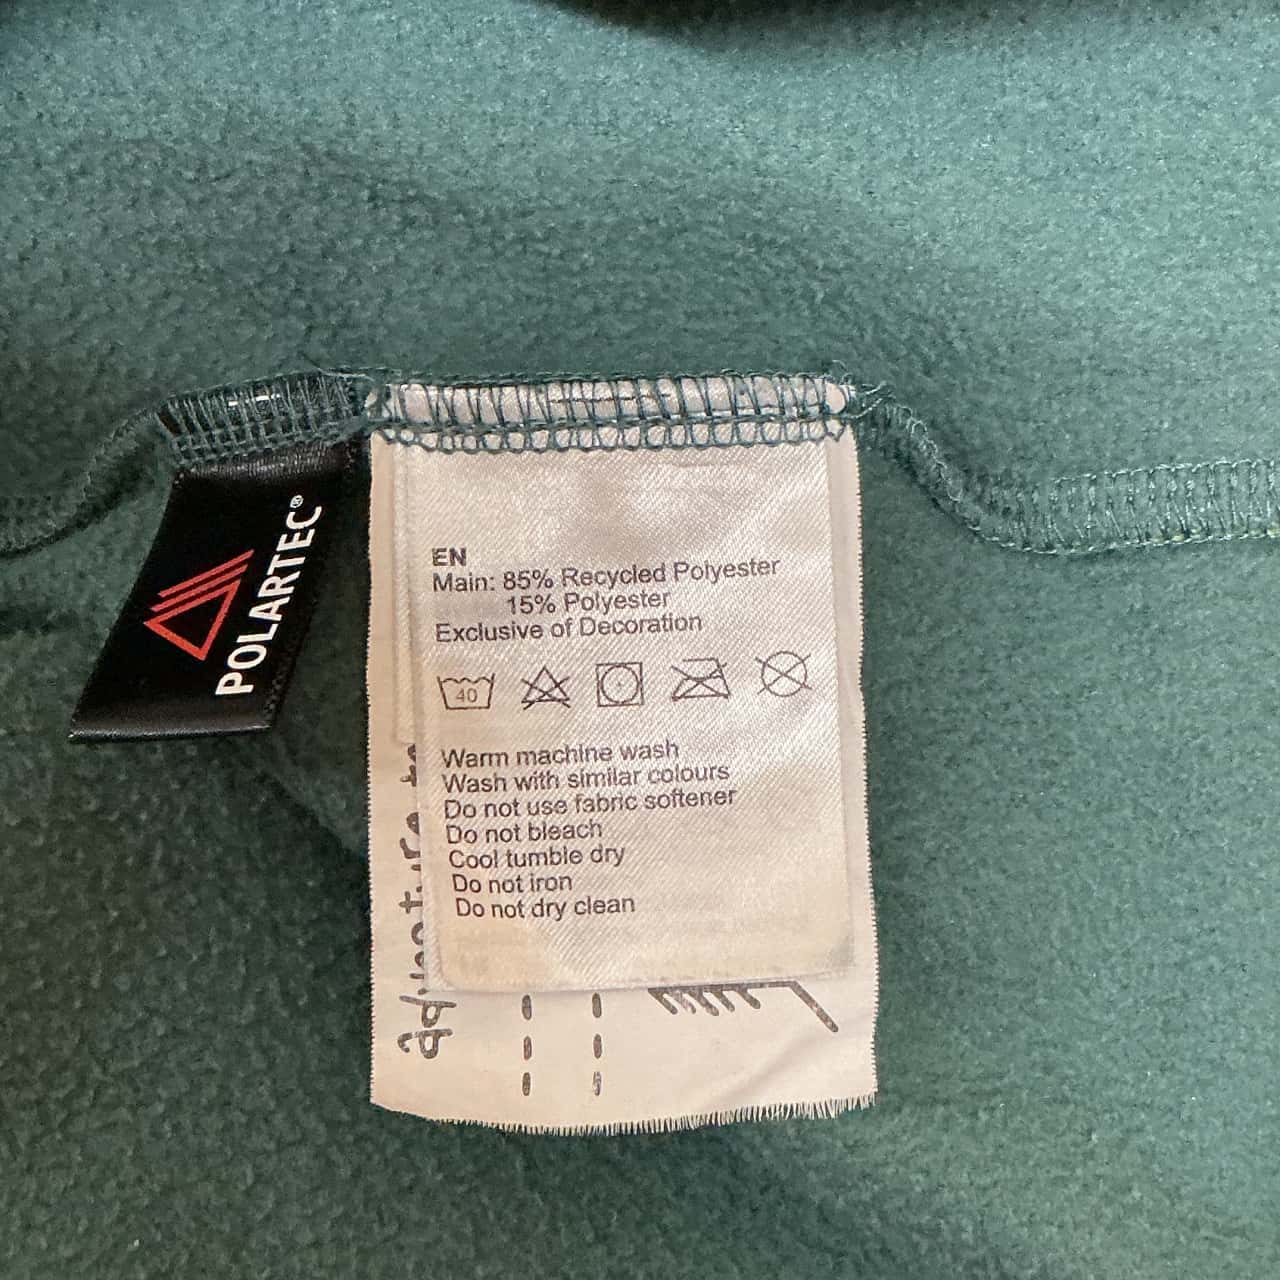 POLARTEC®
EN
Main: 85% Recycled Polyester
15% Polyester
Exclusive of Decoration
40
Warm machine wash
Wash with similar colours
Do not use fabric softener
Do not bleach
Cool tumble dry
Do not iron
Do not dry clean